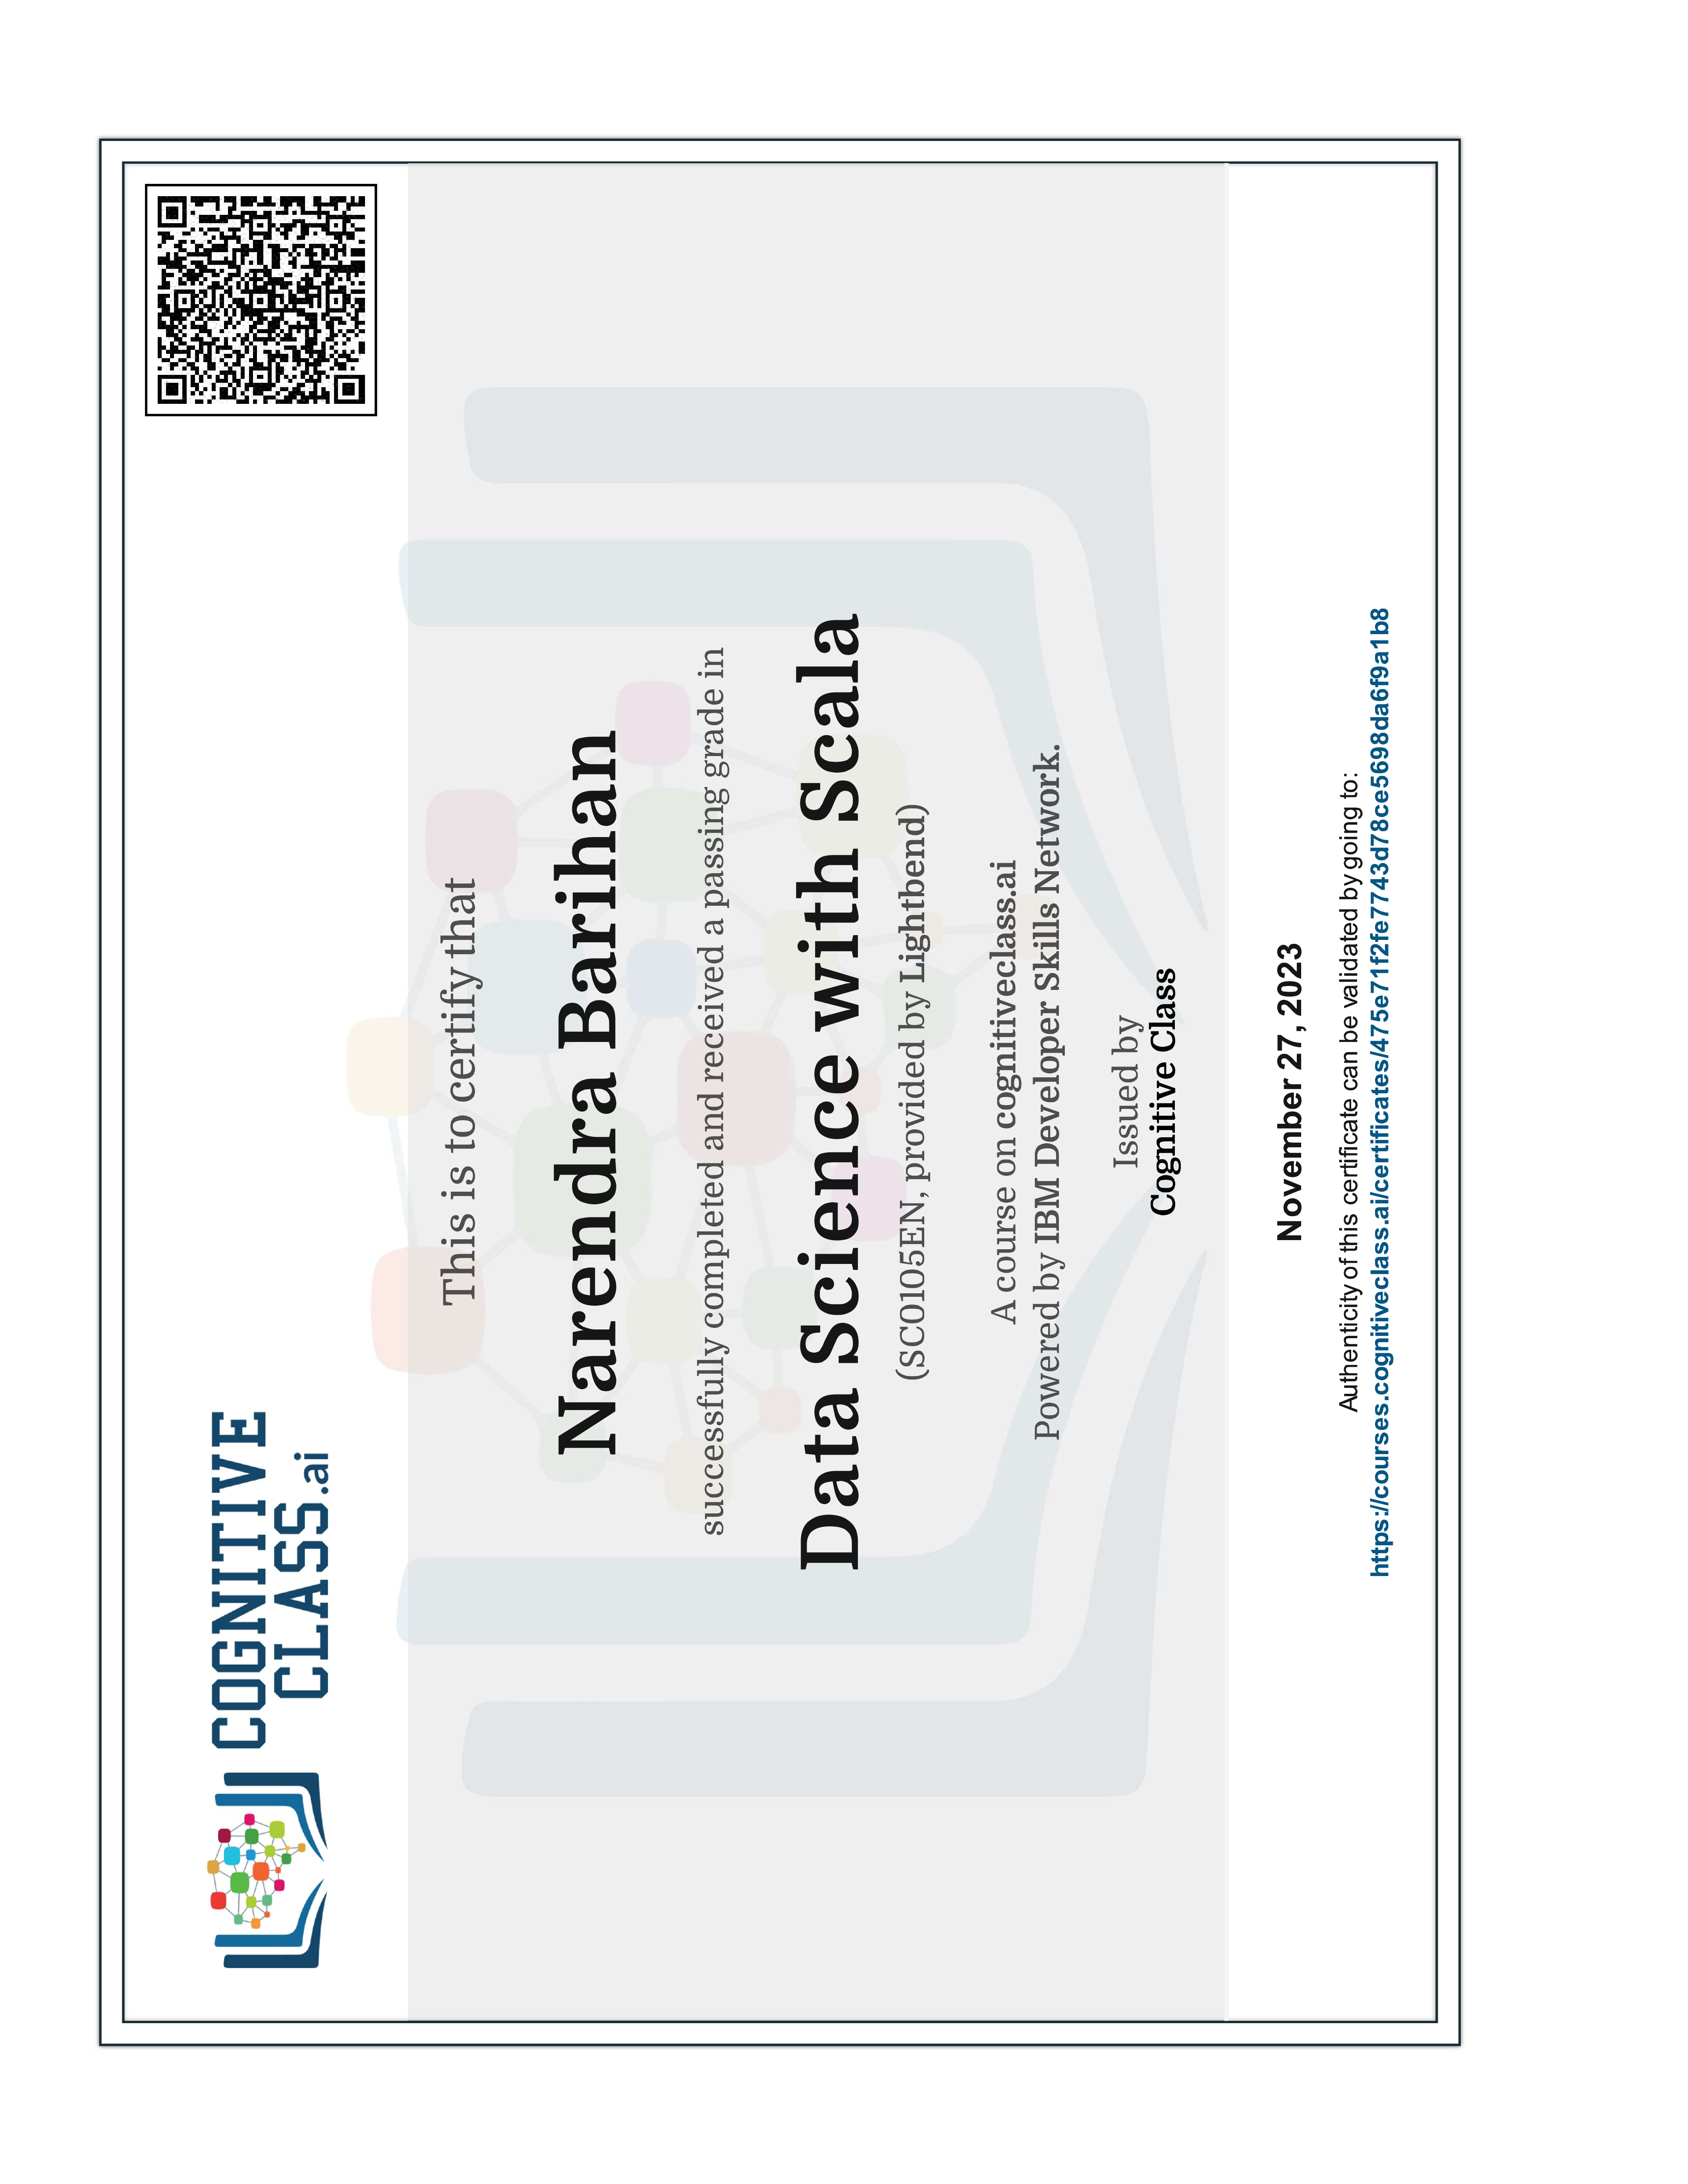 COGNITIVE
CLASS.ai
This is to certify that
Narendra Barihan
successfully completed and received a passing grade in
Data Science with Scala
(SC0105EN, provided by Lightbend)
A course on cognitiveclass.ai
Powered by IBM Developer Skills Network.
Issued by
Cognitive Class
November 27, 2023
Authenticity of this certificate can be validated by going to:
https://courses.cognitiveclass.ai/certificates/475e71f2fe7743d78ce5698da6f9a1b8